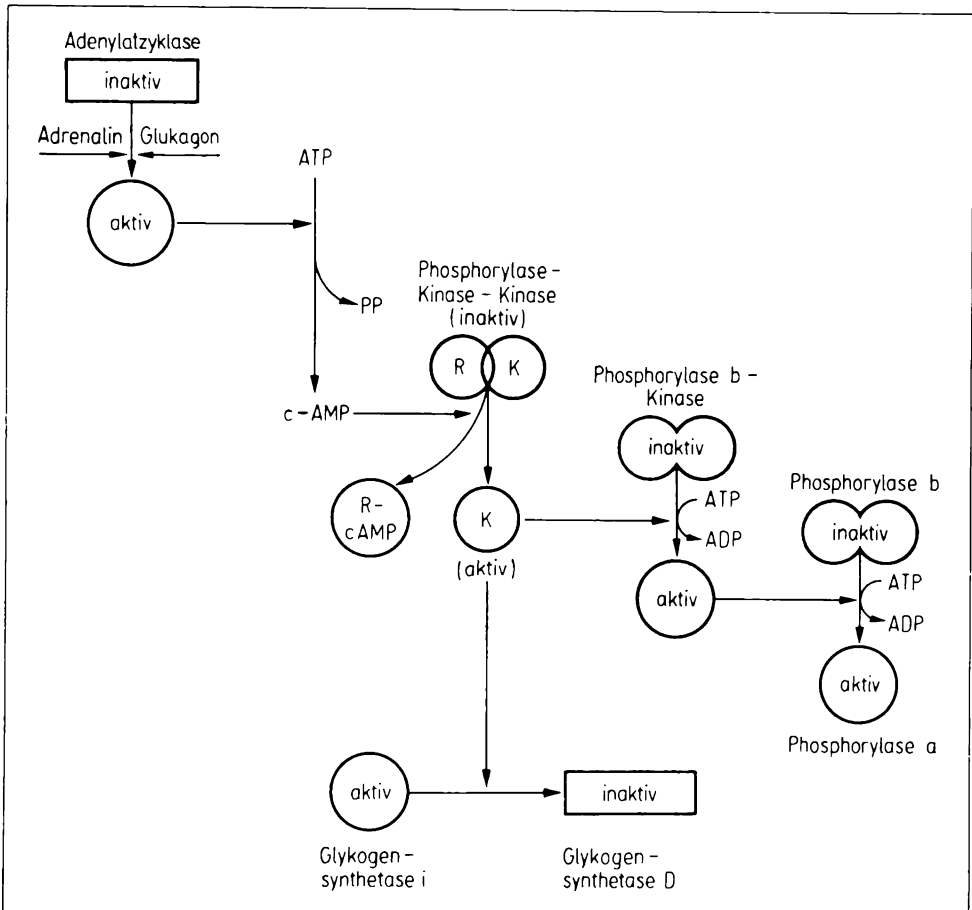 Adenylatzyklase
inaktiv
Adrenalin Glukagon
aktiv
ATP
PP
c-AMP
Phosphorylase-
Kinase-Kinase
(inaktiv)
R K
R-
cAMP
K
(aktiv)
Phosphorylase b-
Kinase
inaktiv
ATP
ADP
aktiv
Phosphorylase b
inaktiv
ATP
ADP
aktiv
Phosphorylase a
aktiv
Glykogen-
synthetase i
inaktiv
Glykogen-
synthetase D